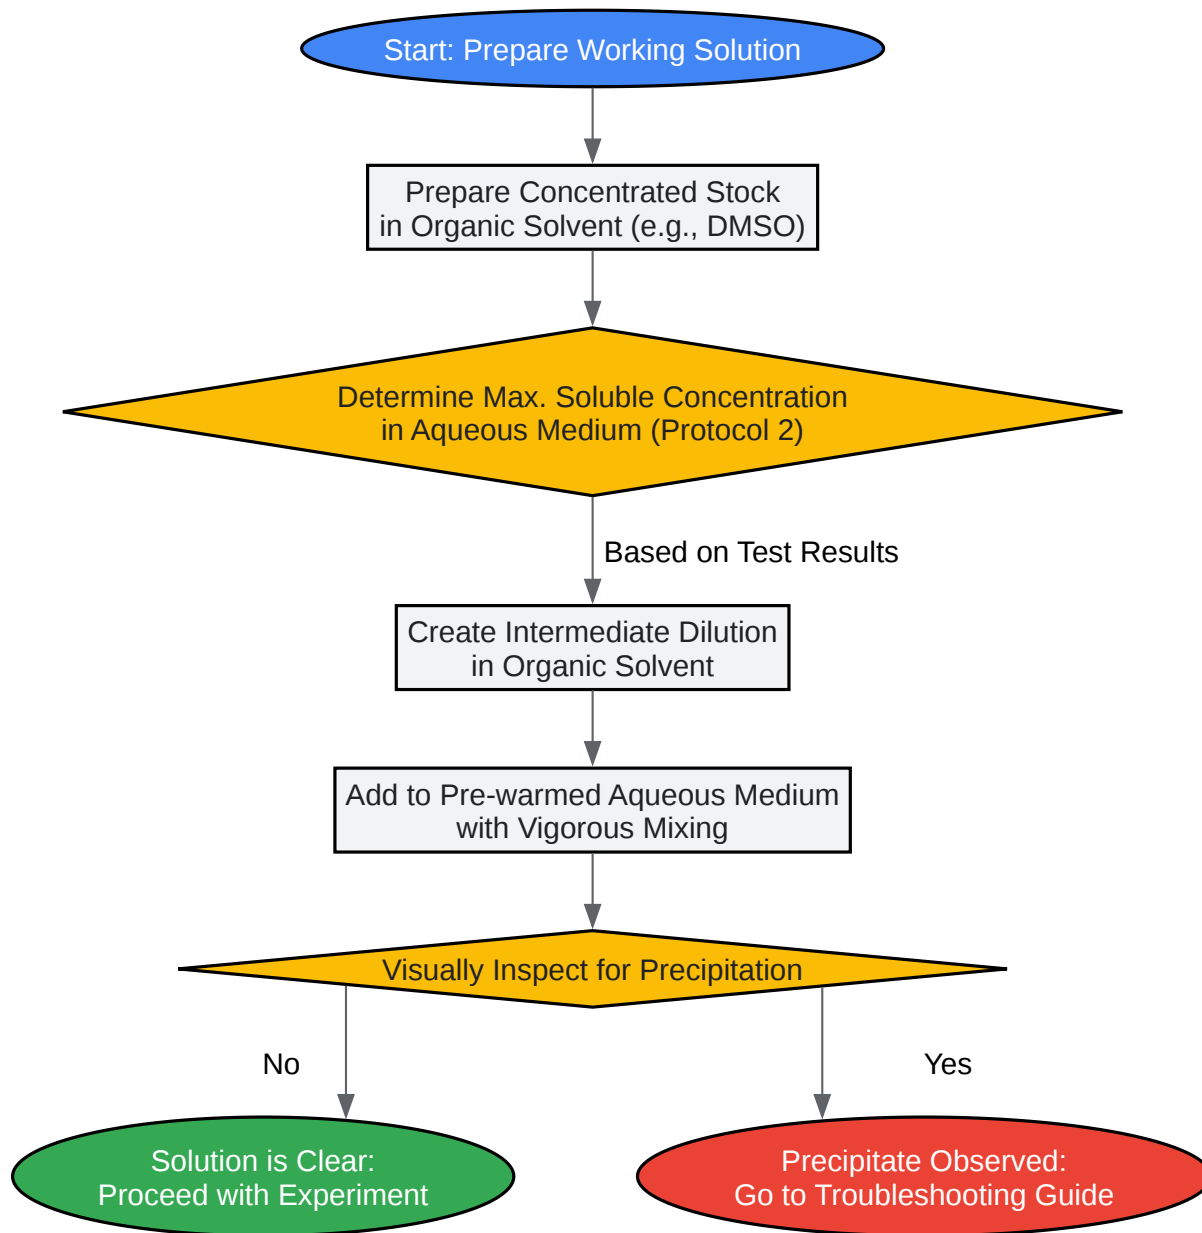 Start: Prepare Working Solution
Prepare Concentrated Stock
in Organic Solvent (e.g., DMSO)
Determine Max. Soluble Concentration
in Aqueous Medium (Protocol 2)
Based on Test Results
Create Intermediate Dilution
in Organic Solvent
Add to Pre-warmed Aqueous Medium
with Vigorous Mixing
Visually Inspect for Precipitation
No
Yes
Solution is Clear:
Proceed with Experiment
Precipitate Observed:
Go to Troubleshooting Guide